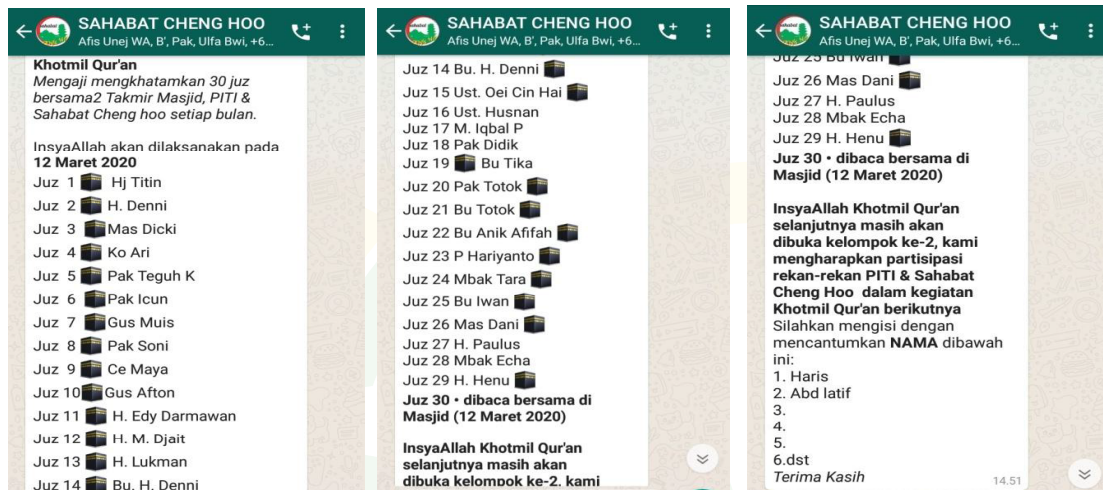 SAHABAT CHENG HOO
Afis Unej WA, B', Pak, Ulfa Bwi, +6...
Khotmil Qur'an
Mengaji mengkhatamkan 30 juz
bersama2 Takmir Masjid, PITI &
Sahabat Cheng hoo setiap bulan.
InsyaAllah akan dilaksanakan pada
12 Maret 2020
Juz 1 🕋 Hj Titin
Juz 2 🕋 H. Denni
Juz 3 🕋Mas Dicki
Juz 4 🕋 Ko Ari
Juz 5 🕋 Pak Teguh K
Juz 6 🕋Pak Icun
Juz 7 🕋Gus Muis
Juz 8 🕋 Pak Soni
Juz 9 🕋 Ce Maya
Juz 10🕋Gus Afton
Juz 11 🕋 H. Edy Darmawan
Juz 12 🕋 H. M. Djait
Juz 13 🕋 H. Lukman
Juz 14 🕋 Bu. H. Denni
SAHABAT CHENG HOO
Afis Unej WA, B', Pak, Ulfa Bwi, +6...
Juz 14 Bu. H. Denni 🕋
Juz 15 Ust. Oei Cin Hai 🕋
Juz 16 Ust. Husnan
Juz 17 M. Iqbal P
Juz 18 Pak Didik
Juz 19 🕋 Bu Tika
Juz 20 Pak Totok 🕋
Juz 21 Bu Totok 🕋
Juz 22 Bu Anik Afifah 🕋
Juz 23 P Hariyanto 🕋
Juz 24 Mbak Tara 🕋
Juz 25 Bu Iwan 🕋
Juz 26 Mas Dani 🕋
Juz 27 H. Paulus
Juz 28 Mbak Echa
Juz 29 H. Henu 🕋
Juz 30 • dibaca bersama di
Masjid (12 Maret 2020)
InsyaAllah Khotmil Qur'an
selanjutnya masih akan
dibuka kelompok ke-2, kami
SAHABAT CHENG HOO
Afis Unej WA, B', Pak, Ulfa Bwi, +6...
Juz 25 Bu Iwan 🕋
Juz 26 Mas Dani 🕋
Juz 27 H. Paulus
Juz 28 Mbak Echa
Juz 29 H. Henu 🕋
Juz 30 • dibaca bersama di
Masjid (12 Maret 2020)
InsyaAllah Khotmil Qur'an
selanjutnya masih akan
dibuka kelompok ke-2, kami
mengharapkan partisipasi
rekan-rekan PITI & Sahabat
Cheng Hoo dalam kegiatan
Khotmil Qur'an berikutnya
Silahkan mengisi dengan
mencantumkan NAMA dibawah
ini:
1. Haris
2. Abd latif
3.
4.
5.
6.dst
Terima Kasih
14.51